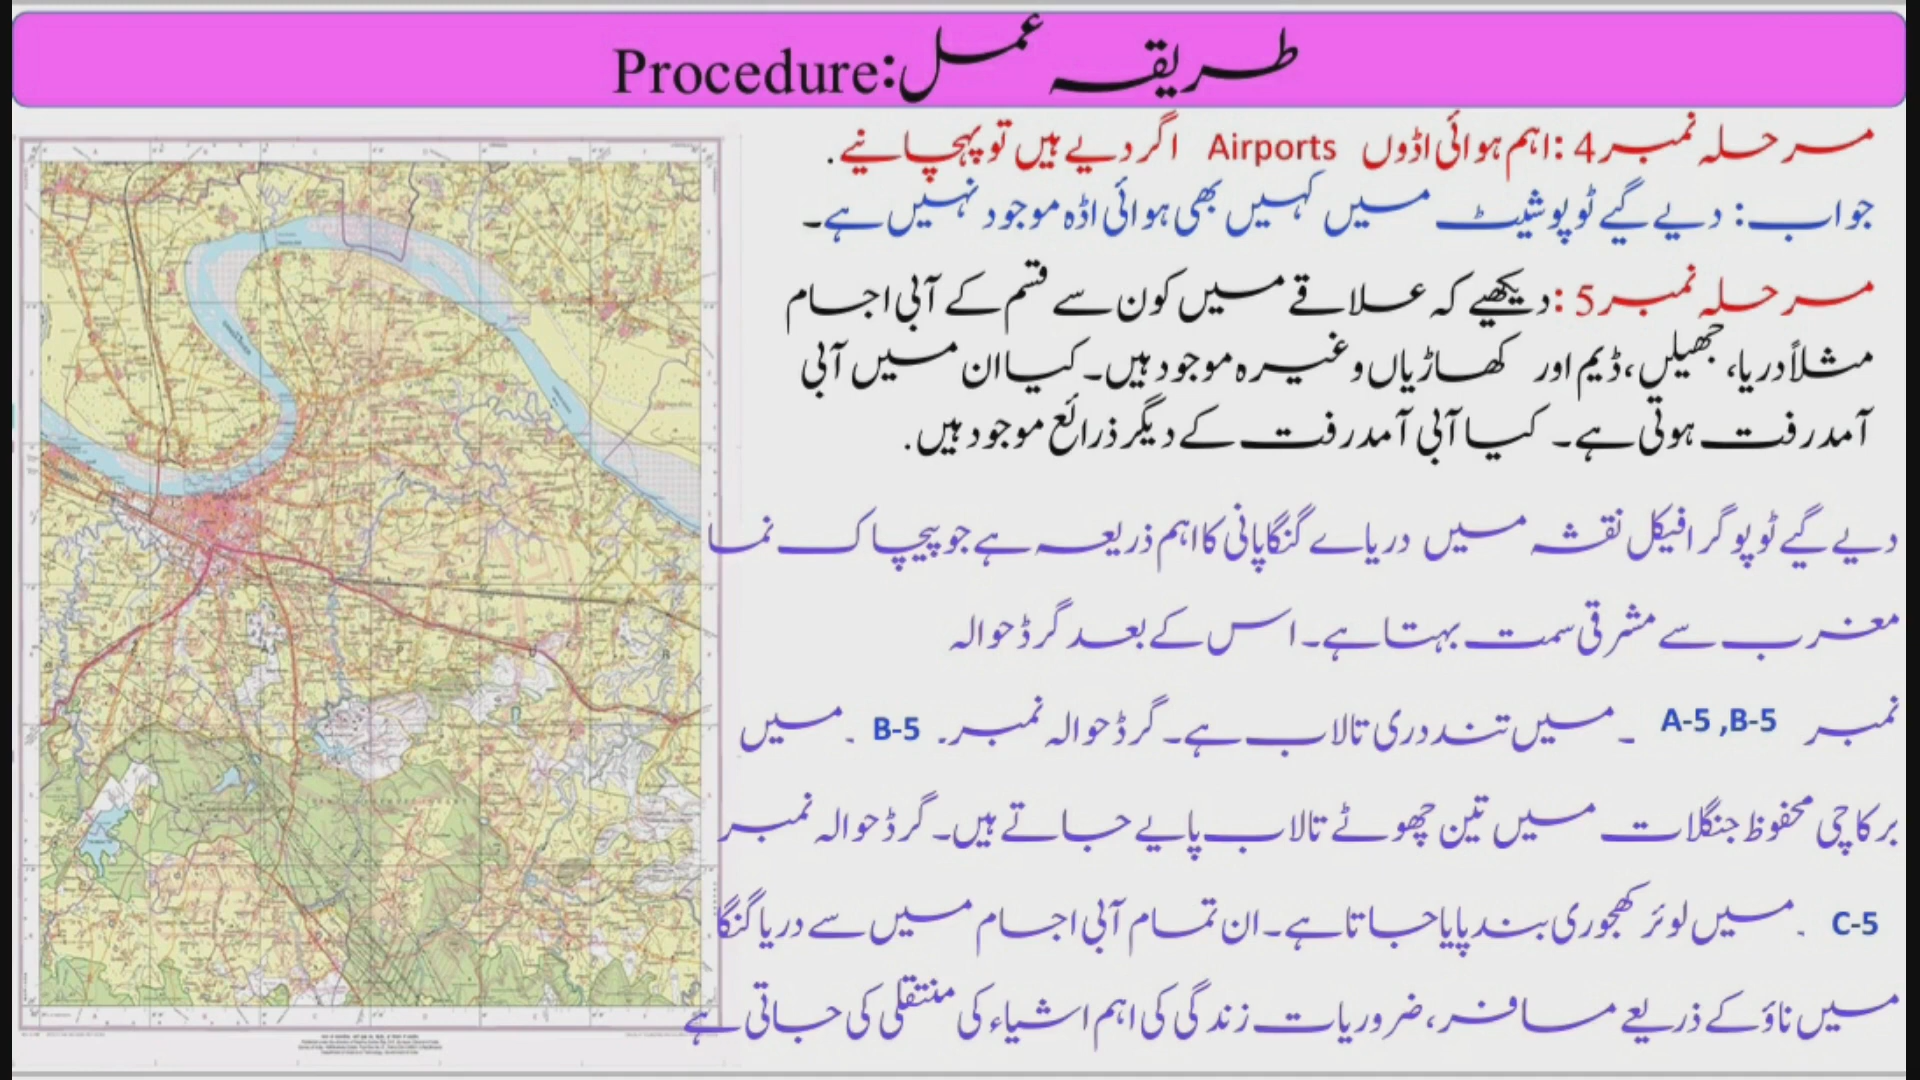 طریقہ عمل:Procedure
مرحلہ نمبر4 :اہم ہوائی اڈوں Airports اگر دیے ہیں تو پہچانیے.
جواب: دیے گیے ٹوپوشیٹ میں کہیں بھی ہوائی اڈہ موجود نہیں ہے۔
مرحلہ نمبر5 :دیکھیے کہ علاقے میں کون سے قسم کے آبی اجسام
مثلاً دریا، جھیلیں، ڈیم اور کھاڑیاں وغیرہ موجود ہیں۔ کیا ان میں آبی
آمدرفت ہوتی ہے۔ کیا آبی آمدرفت کے دیگر ذرائع موجود ہیں.
دیے گیے ٹوپوگرافیکل نقشہ میں دریاے گنگا پانی کا اہم ذریعہ ہے جو پیچاک نما
مغرب سے مشرقی سمت بہتا ہے۔ اس کے بعد گرڈ حوالہ
نمبر A-5 ,B-5 ۔ میں تنددری تالاب ہے۔ گرڈ حوالہ نمبر۔ B-5 ۔ میں
برکاچی محفوظ جنگلات میں تین چھوٹے تالاب پایے جاتے ہیں۔ گرڈ حوالہ نمبر
C-5 ۔ میں لوئر کھجوری بند پایا جاتا ہے۔ ان تمام آبی اجسام میں سے دریا گنگا
میں ناؤ کے ذریعے مسافر، ضروریات زندگی کی اہم اشیاء کی منتقلی کی جاتی ہے